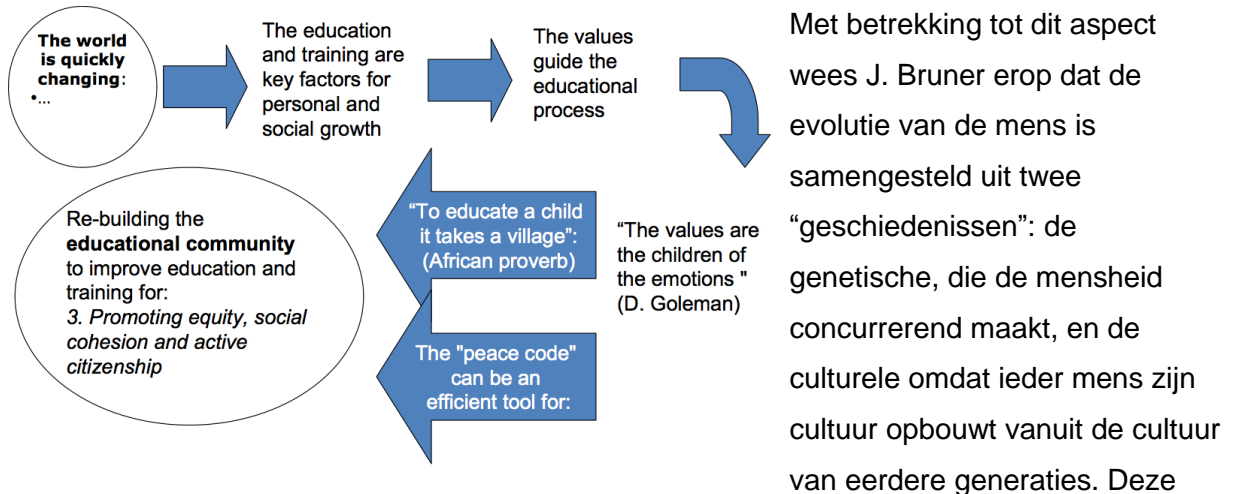 The world
is quickly
changing:
•...
The education
and training are
key factors for
personal and
social growth
The values
guide the
educational
process
“The values are
the children of
the emotions "
(D. Goleman)
“To educate a child
it takes a village”:
(African proverb)
The "peace code"
can be an
efficient tool for:
Re-building the
educational community
to improve education and
training for:
3. Promoting equity, social
cohesion and active
citizenship
Met betrekking tot dit aspect
wees J. Bruner erop dat de
evolutie van de mens is
samengesteld uit twee
“geschiedenissen”: de
genetische, die de mensheid
concurrerend maakt, en de
culturele omdat ieder mens zijn
cultuur opbouwt vanuit de cultuur
van eerdere generaties. Deze